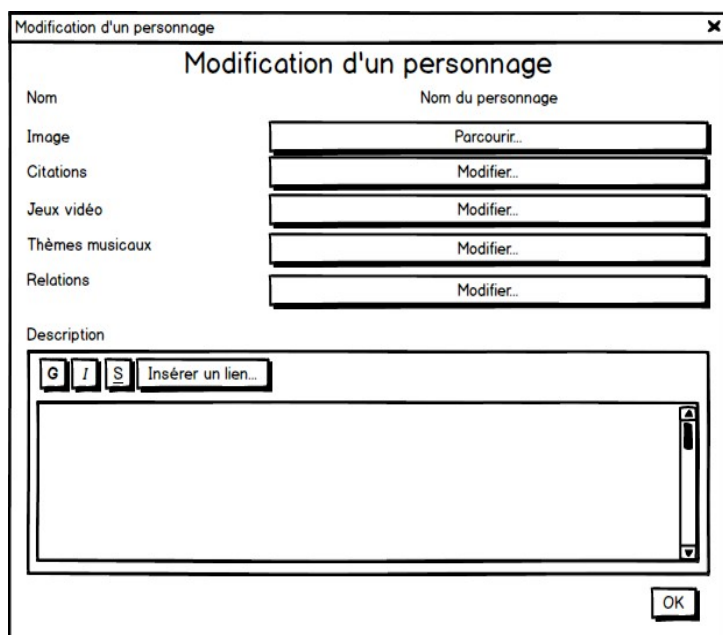 Modification d'un personnage
Modification d'un personnage
Nom Nom du personnage
Image Parcourir...
Citations Modifier...
Jeux vidéo Modifier...
Thèmes musicaux Modifier...
Relations Modifier...
Description
G I S Insérer un lien...
OK